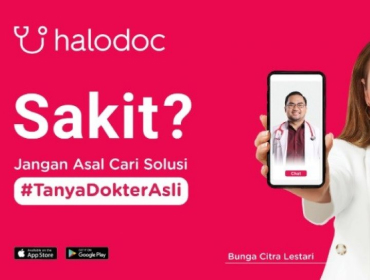 halodoc
Sakit?
Jangan Asal Cari Solusi
#TanyaDokterAsli
Chat
App Store
Google Play
Bunga Citra Lestari